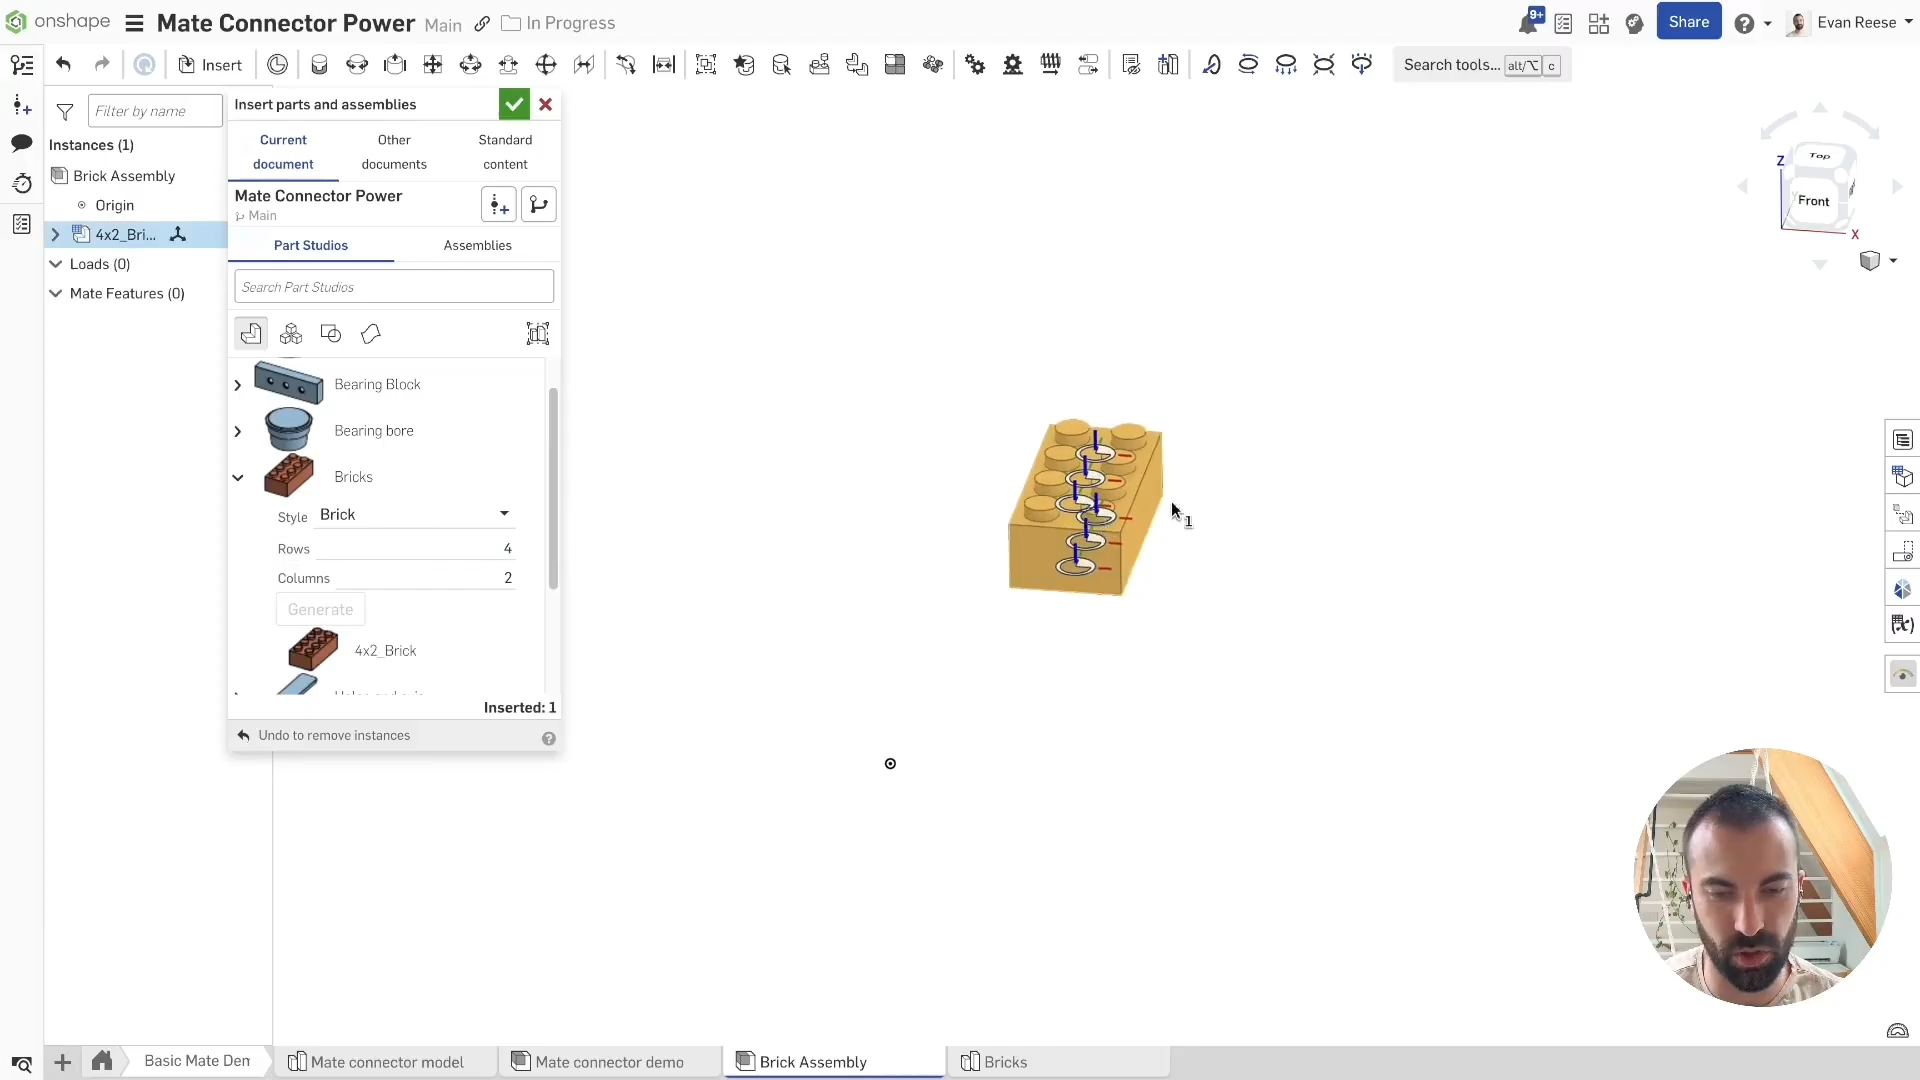 onshape Mate Connector Power Main In Progress 9+ Share Evan Reese
Insert Search tools... alt/⌥ c
Filter by name
Instances (1)
Brick Assembly
Origin
4x2_Bri...
Loads (0)
Mate Features (0)
Insert parts and assemblies
Current document
Other documents
Standard content
Mate Connector Power
Main
Part Studios Assemblies
Search Part Studios
Bearing Block
Bearing bore
Bricks
Style Brick
Rows 4
Columns 2
Generate
4x2_Brick
Inserted: 1
Undo to remove instances
1
Top
Z
Front
X
(x)
Basic Mate Den
Mate connector model
Mate connector demo
Brick Assembly
Bricks